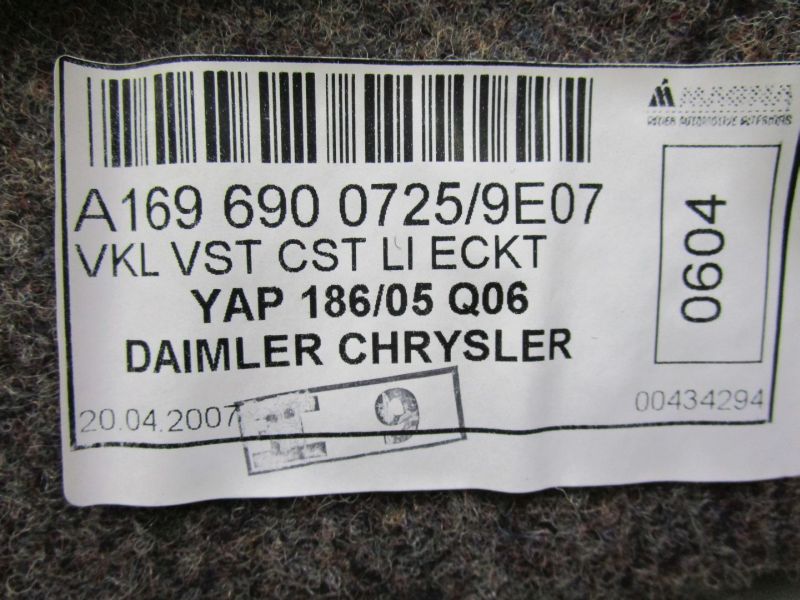 A169 690 0725/9E07
VKL VST CST LI ECKT
YAP 186/05 Q06
DAIMLER CHRYSLER
20.04.2007
9
AUTOMOTIVE
0604
00434294